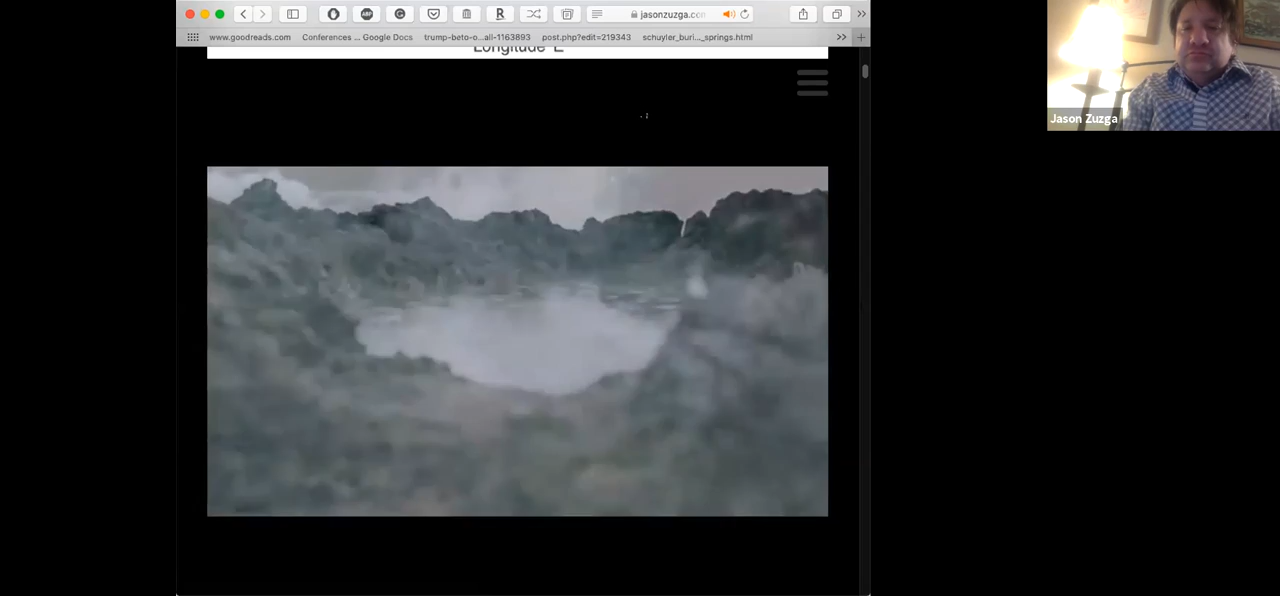 jasonzuzga.com
www.goodreads.com Conferences ... Google Docs trump-beto-o...all-1163893 post.php?edit=219343 schuyler_buri..._springs.html
Longitude E
Jason Zuzga